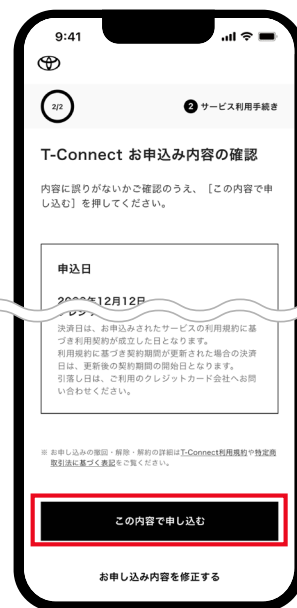 9:41
2/2
2 サービス利用手続き
T-Connect お申込み内容の確認
内容に誤りがないかご確認のうえ、［この内容で申
し込む］を押してください。
申込日
12月12日
決済日は、お申込みされたサービスの利用規約に基
づき利用契約が成立した日となります。
利用規約に基づき契約期間が更新された場合の決済
日は、更新後の契約期間の開始日となります。
引落し日は、ご利用のクレジットカード会社へお問
い合わせください。
※ お申し込みの撤回・解除・解約の詳細はT-Connect利用規約や特定商
取引法に基づく表記をご覧ください。
この内容で申し込む
お申し込み内容を修正する